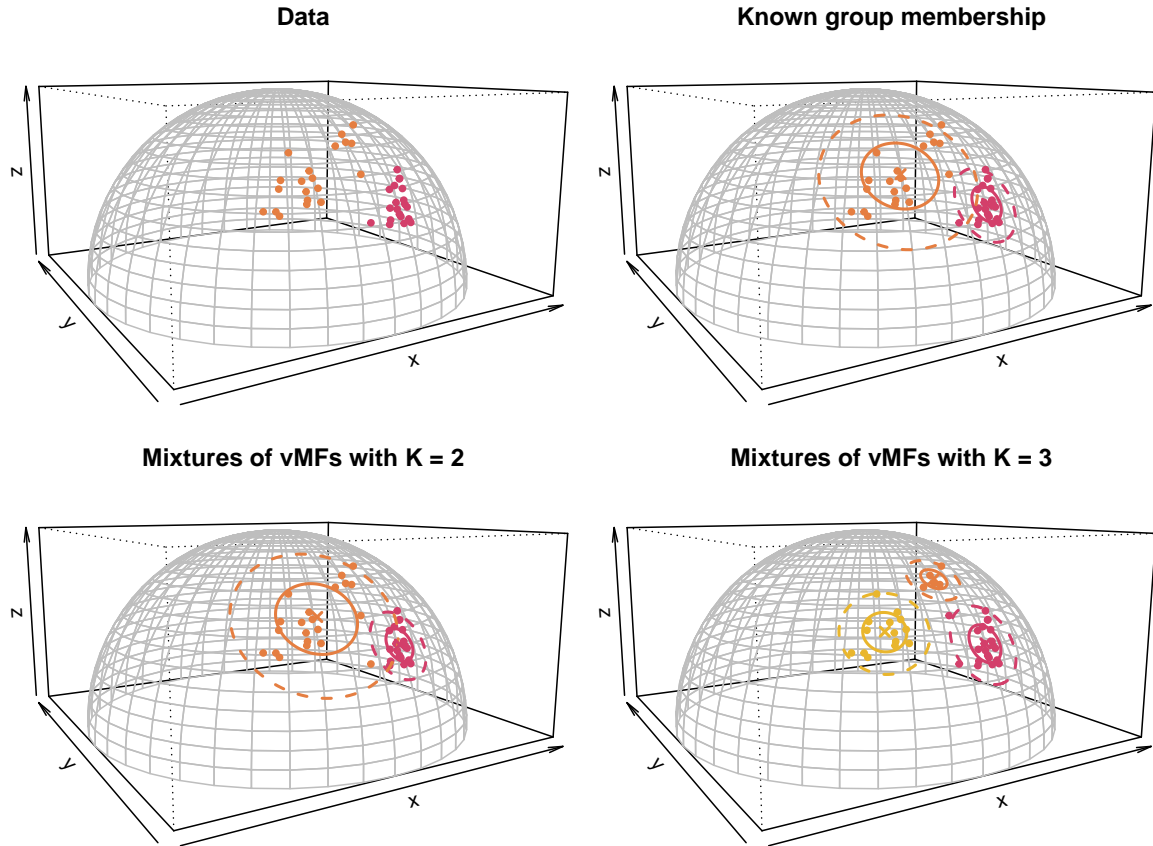 Data
Known group membership
z
y
x
z
y
x
Mixtures of vMFs with K = 2
Mixtures of vMFs with K = 3
z
y
x
z
y
x